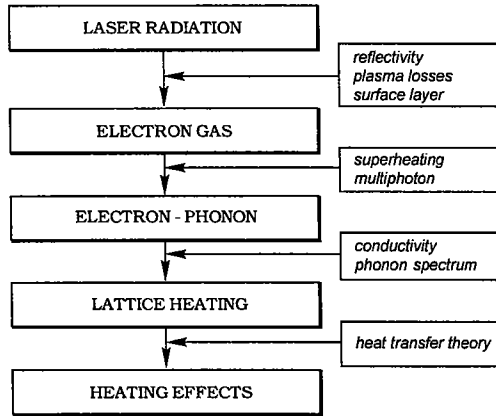 LASER RADIATION
reflectivity
plasma losses
surface layer
ELECTRON GAS
superheating
multiphoton
ELECTRON - PHONON
conductivity
phonon spectrum
LATTICE HEATING
heat transfer theory
HEATING EFFECTS